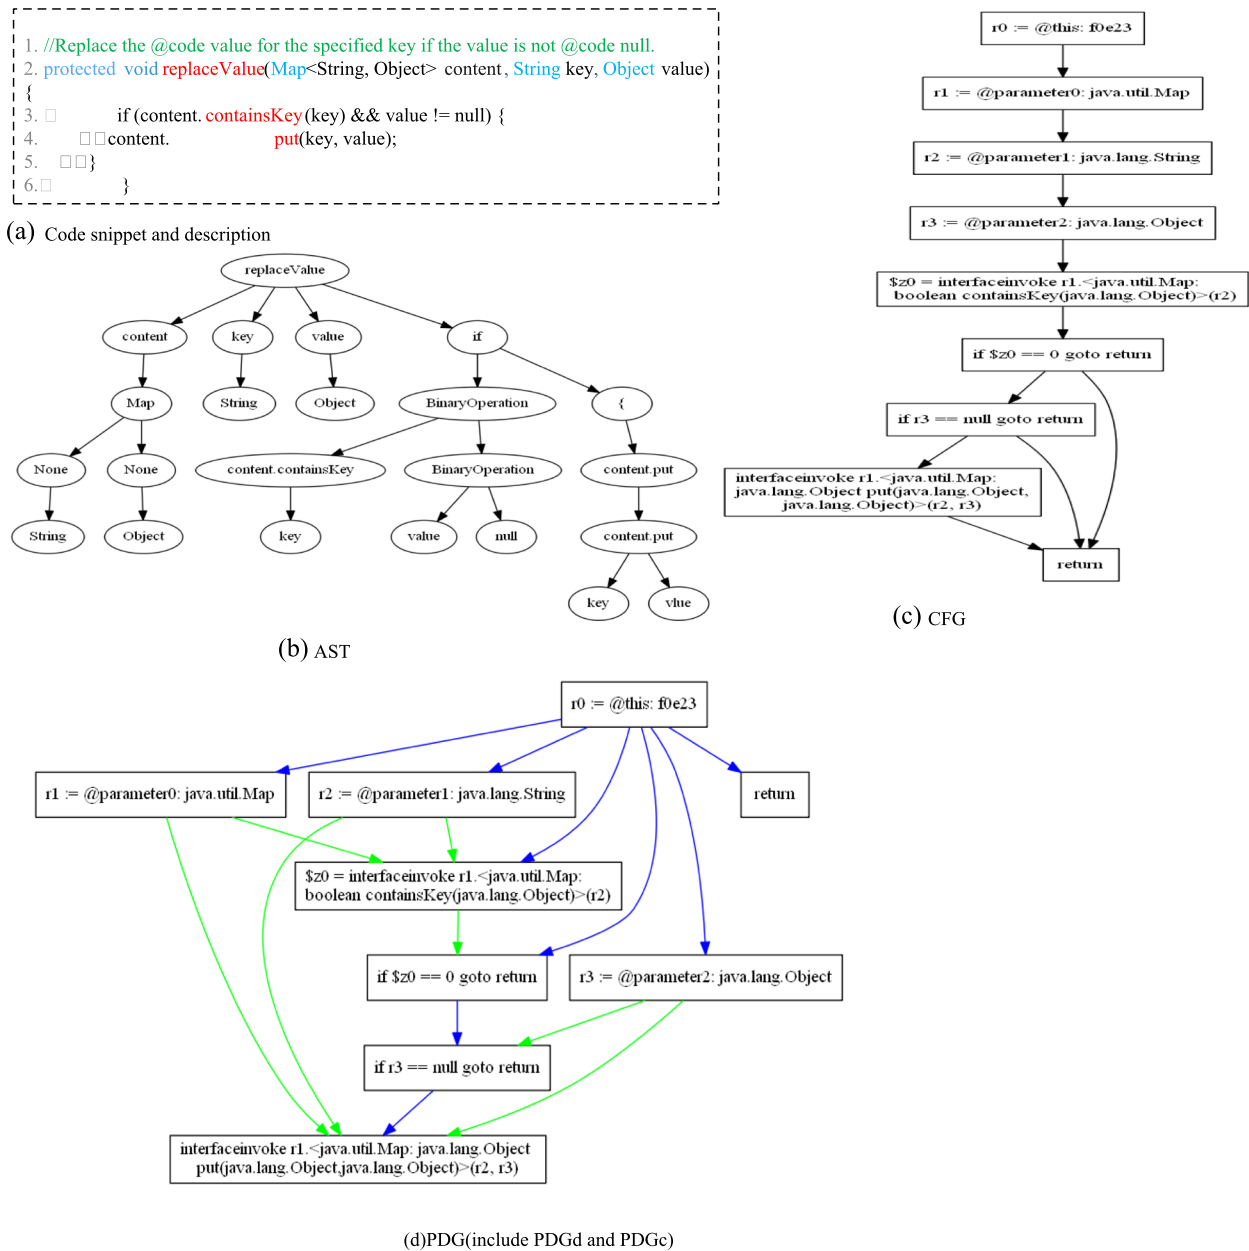 1. //Replace the @code value for the specified key if the value is not @code null.
2. protected void replaceValue(Map<String, Object> content, String key, Object value)
{
3. if (content. containsKey(key) && value != null) {
4. content. put(key, value);
5. }
6. }
(a) Code snippet and description
replaceValue
content key value if
Map String Object BinaryOperation {
None None content.containsKey BinaryOperation content.put
String Object key value null content.put
key vlue
(b) AST
r0 := @this: f0e23
r1 := @parameter0: java.util.Map
r2 := @parameter1: java.lang.String
r3 := @parameter2: java.lang.Object
$z0 = interfaceinvoke r1.<java.util.Map:
boolean containsKey(java.lang.Object)>(r2)
if $z0 == 0 goto return
if r3 == null goto return
interfaceinvoke r1.<java.util.Map:
java.lang.Object put(java.lang.Object,
java.lang.Object)>(r2, r3)
return
(c) CFG
r0 := @this: f0e23
r1 := @parameter0: java.util.Map
r2 := @parameter1: java.lang.String
return
$z0 = interfaceinvoke r1.<java.util.Map:
boolean containsKey(java.lang.Object)>(r2)
if $z0 == 0 goto return
r3 := @parameter2: java.lang.Object
if r3 == null goto return
interfaceinvoke r1.<java.util.Map: java.lang.Object
put(java.lang.Object,java.lang.Object)>(r2, r3)
(d)PDG(include PDGd and PDGc)